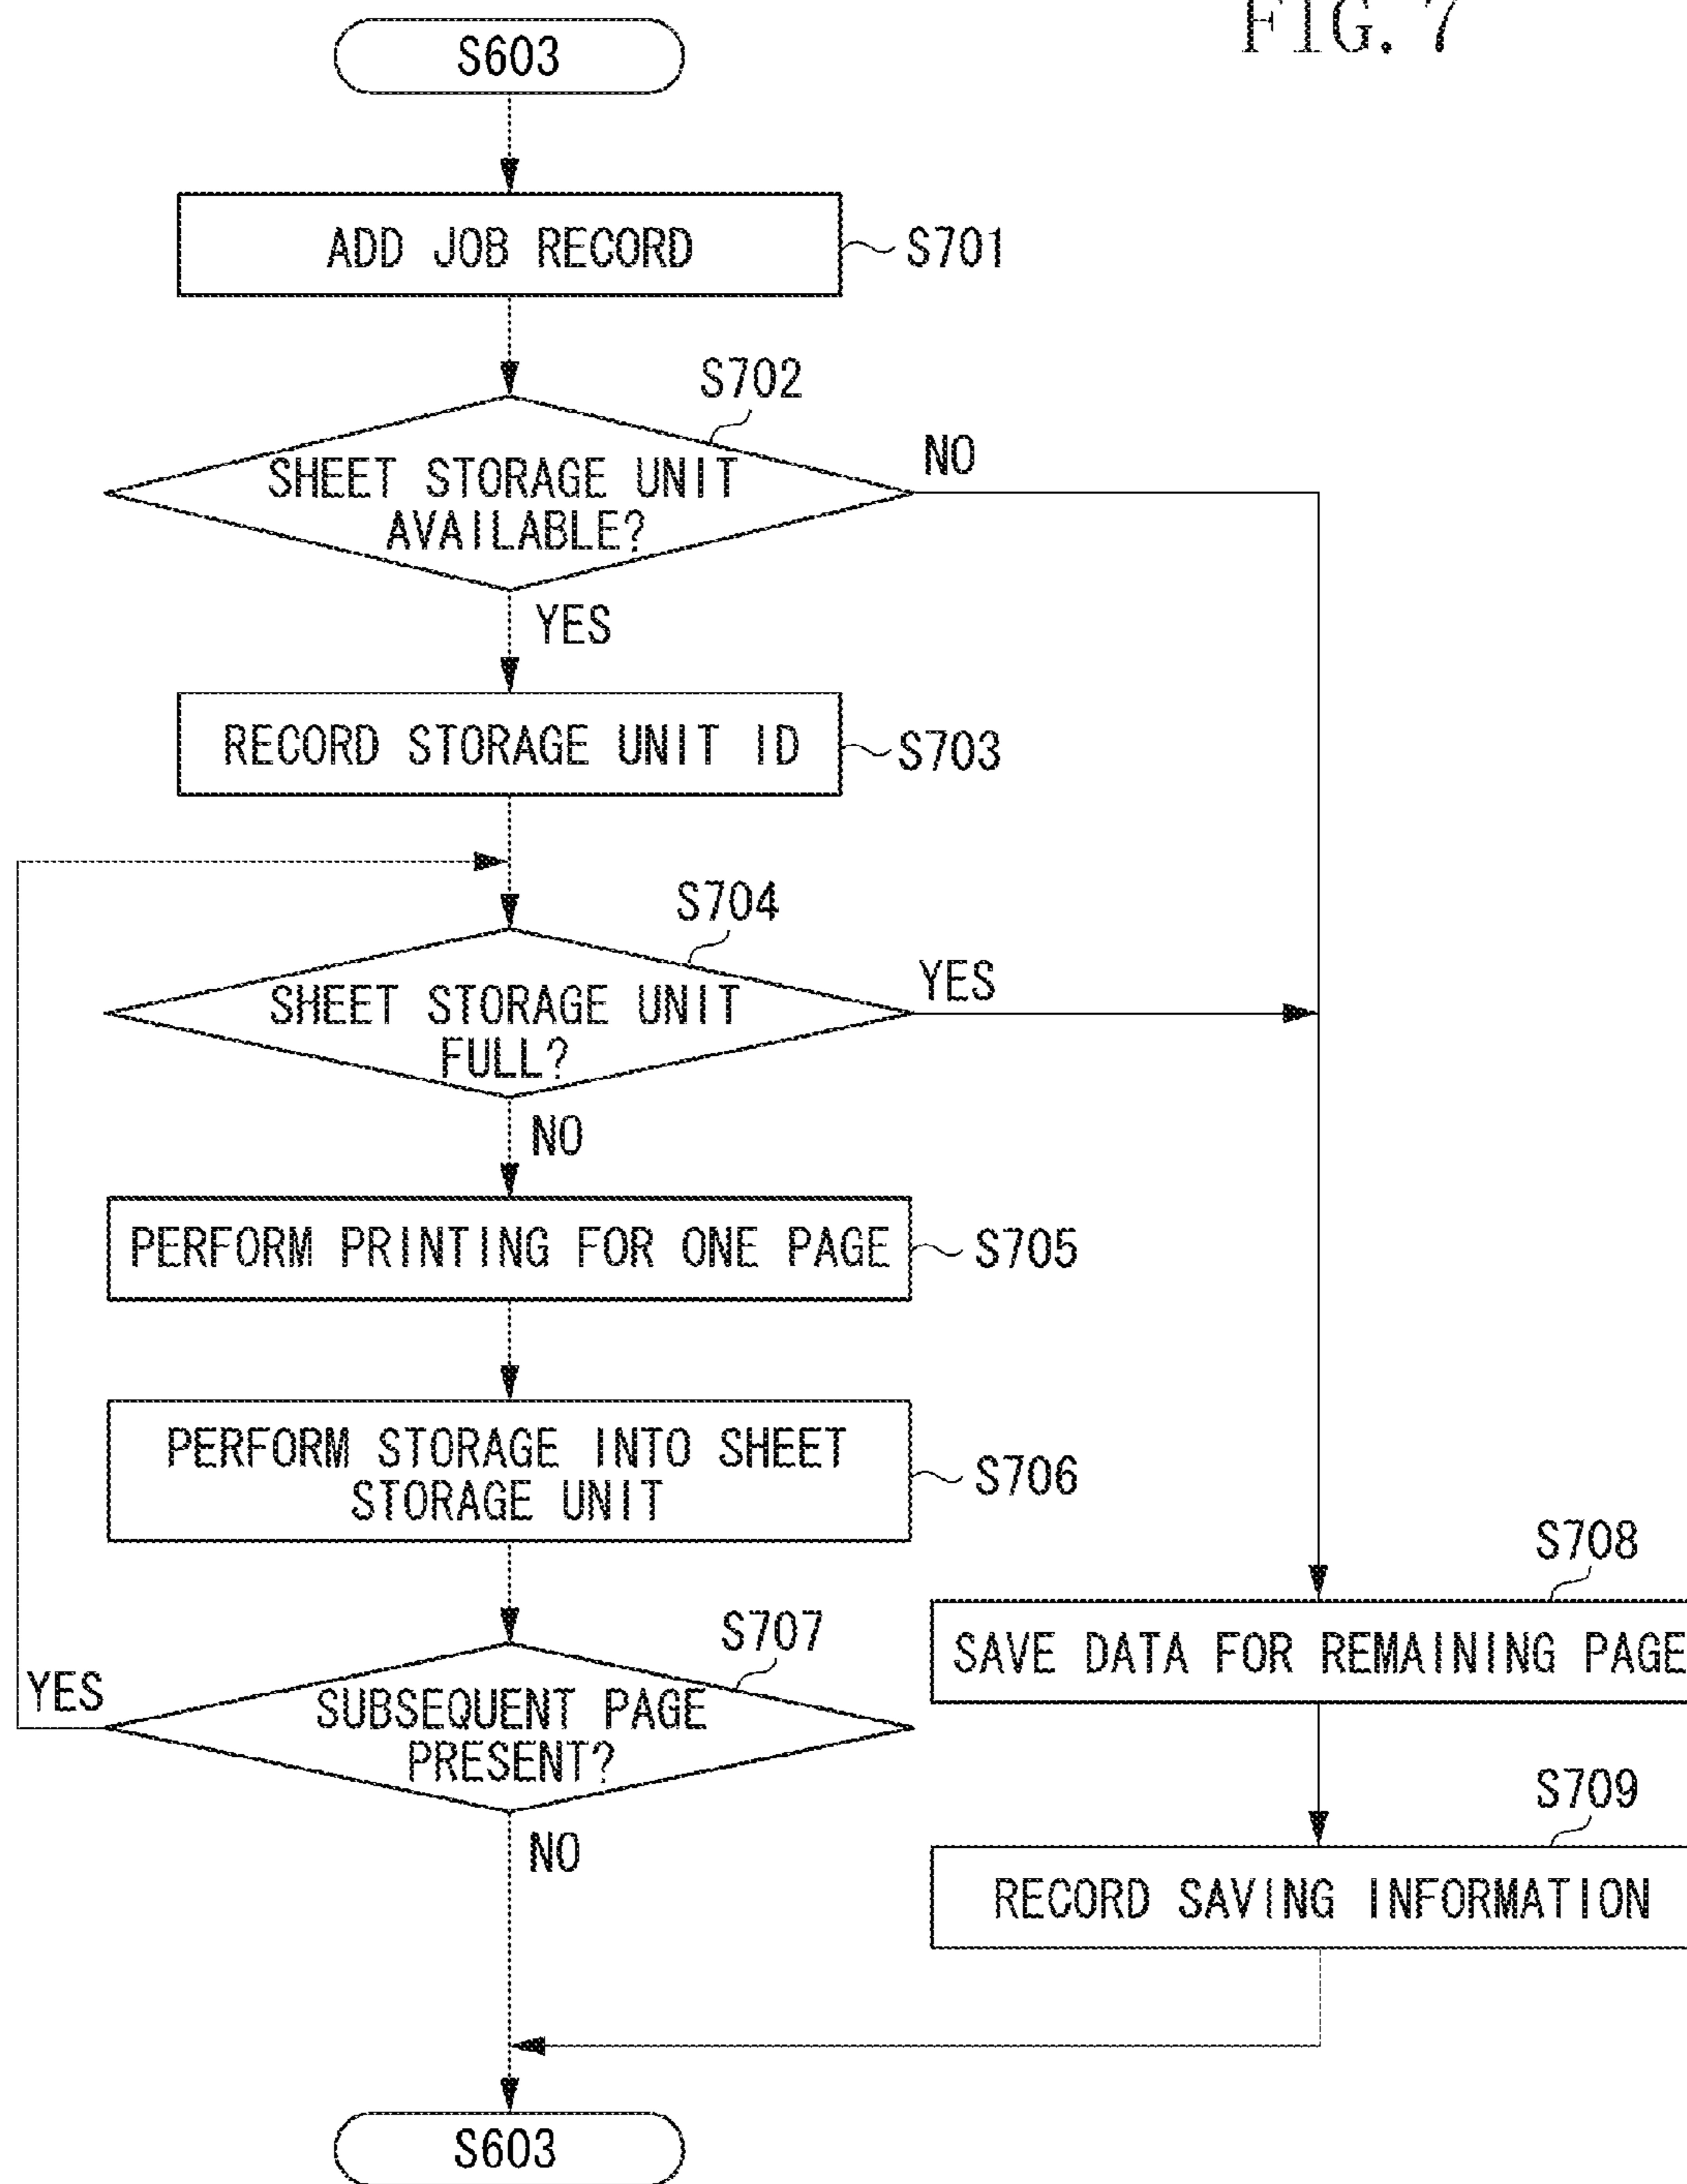 FIG. 7
S603
ADD JOB RECORD
S701
S702
SHEET STORAGE UNIT
AVAILABLE?
NO
YES
RECORD STORAGE UNIT ID
S703
S704
SHEET STORAGE UNIT
FULL?
YES
NO
PERFORM PRINTING FOR ONE PAGE
S705
PERFORM STORAGE INTO SHEET
STORAGE UNIT
S706
S707
SUBSEQUENT PAGE
PRESENT?
YES
NO
S708
SAVE DATA FOR REMAINING PAGE
S709
RECORD SAVING INFORMATION
S603